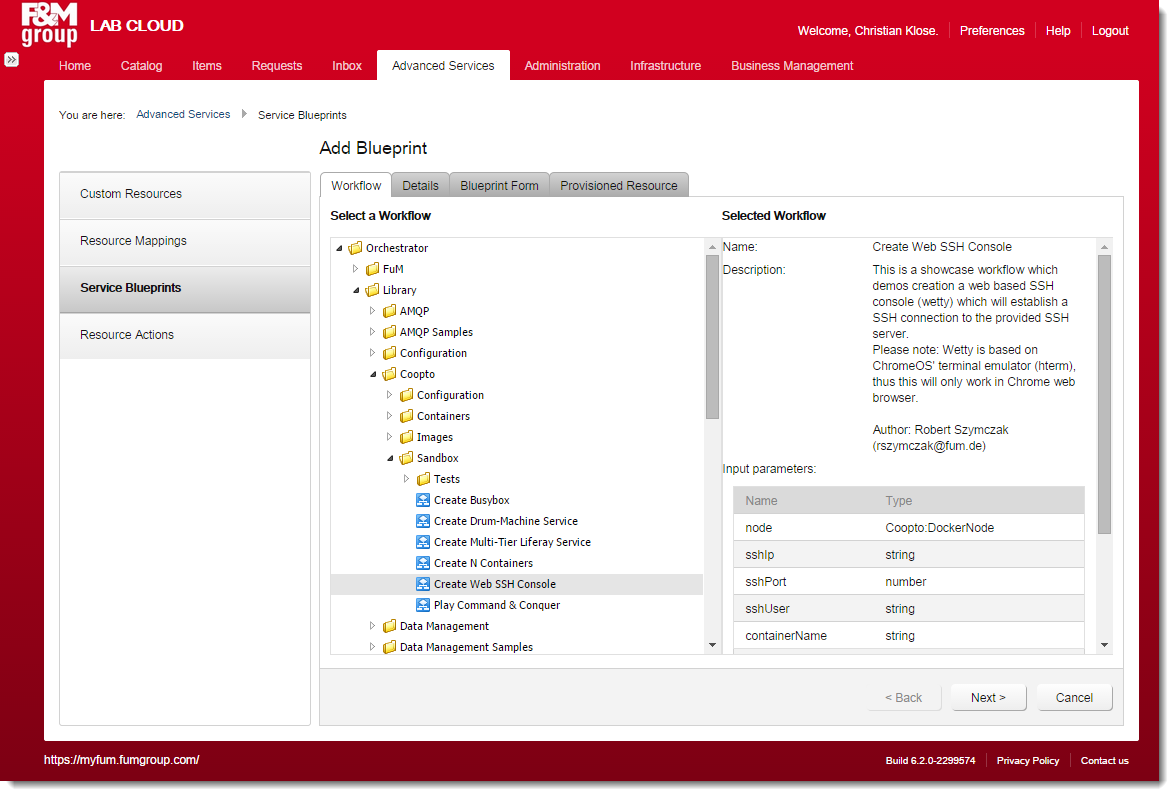 F&M
group
LAB CLOUD
Welcome, Christian Klose.
Preferences
Help
Logout
Home
Catalog
Items
Requests
Inbox
Advanced Services
Administration
Infrastructure
Business Management
You are here: Advanced Services Service Blueprints
Add Blueprint
Custom Resources
Resource Mappings
Service Blueprints
Resource Actions
Workflow
Details
Blueprint Form
Provisioned Resource
Select a Workflow
Orchestrator
FuM
Library
AMQP
AMQP Samples
Configuration
Coopto
Configuration
Containers
Images
Sandbox
Tests
Create Busybox
Create Drum-Machine Service
Create Multi-Tier Liferay Service
Create N Containers
Create Web SSH Console
Play Command & Conquer
Data Management
Data Management Samples
Selected Workflow
Name: Create Web SSH Console
Description: This is a showcase workflow which
demos creation a web based SSH
console (wetty) which will establish a
SSH connection to the provided SSH
server.
Please note: Wetty is based on
ChromeOS' terminal emulator (hterm),
thus this will only work in Chrome web
browser.
Author: Robert Szymczak
(rszymczak@fum.de)
Input parameters:
Name Type
node Coopto:DockerNode
sshIp string
sshPort number
sshUser string
containerName string
< Back
Next >
Cancel
https://myfum.fumgroup.com/
Build 6.2.0-2299574
Privacy Policy
Contact us